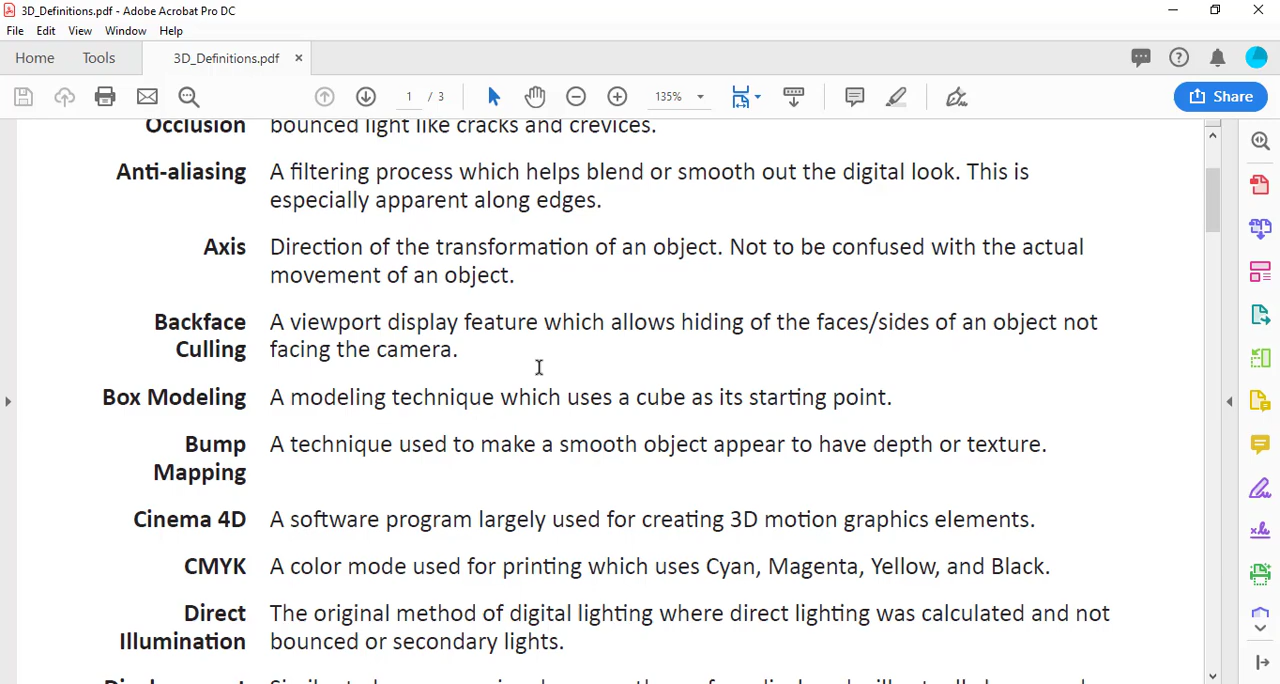 3D_Definitions.pdf - Adobe Acrobat Pro DC
File Edit View Window Help
Home Tools 3D_Definitions.pdf ×
1 / 3 135% Share
Occlusion bounced light like cracks and crevices.
Anti-aliasing A filtering process which helps blend or smooth out the digital look. This is
especially apparent along edges.
Axis Direction of the transformation of an object. Not to be confused with the actual
movement of an object.
Backface A viewport display feature which allows hiding of the faces/sides of an object not
Culling facing the camera.
Box Modeling A modeling technique which uses a cube as its starting point.
Bump A technique used to make a smooth object appear to have depth or texture.
Mapping
Cinema 4D A software program largely used for creating 3D motion graphics elements.
CMYK A color mode used for printing which uses Cyan, Magenta, Yellow, and Black.
Direct The original method of digital lighting where direct lighting was calculated and not
Illumination bounced or secondary lights.